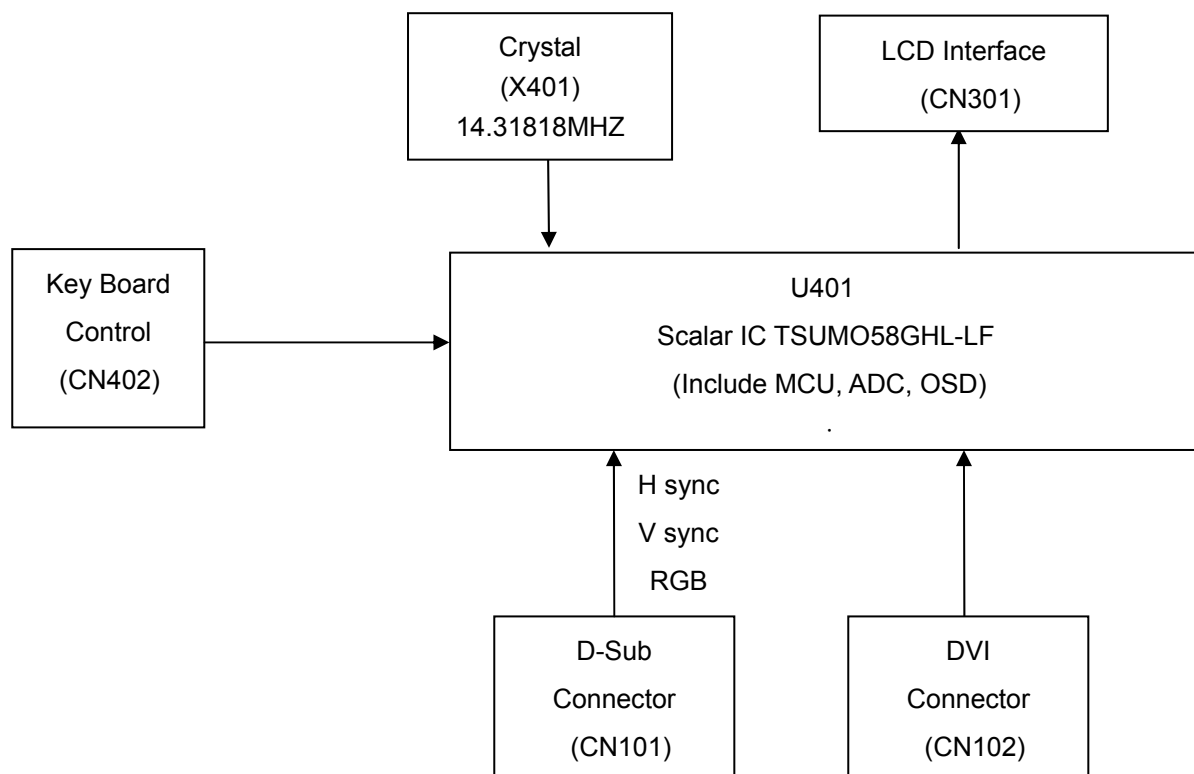 Crystal
(X401)
14.31818MHZ
LCD Interface
(CN301)
Key Board
Control
(CN402)
U401
Scalar IC TSUMO58GHL-LF
(Include MCU, ADC, OSD)
.
H sync
V sync
RGB
D-Sub
Connector
(CN101)
DVI
Connector
(CN102)